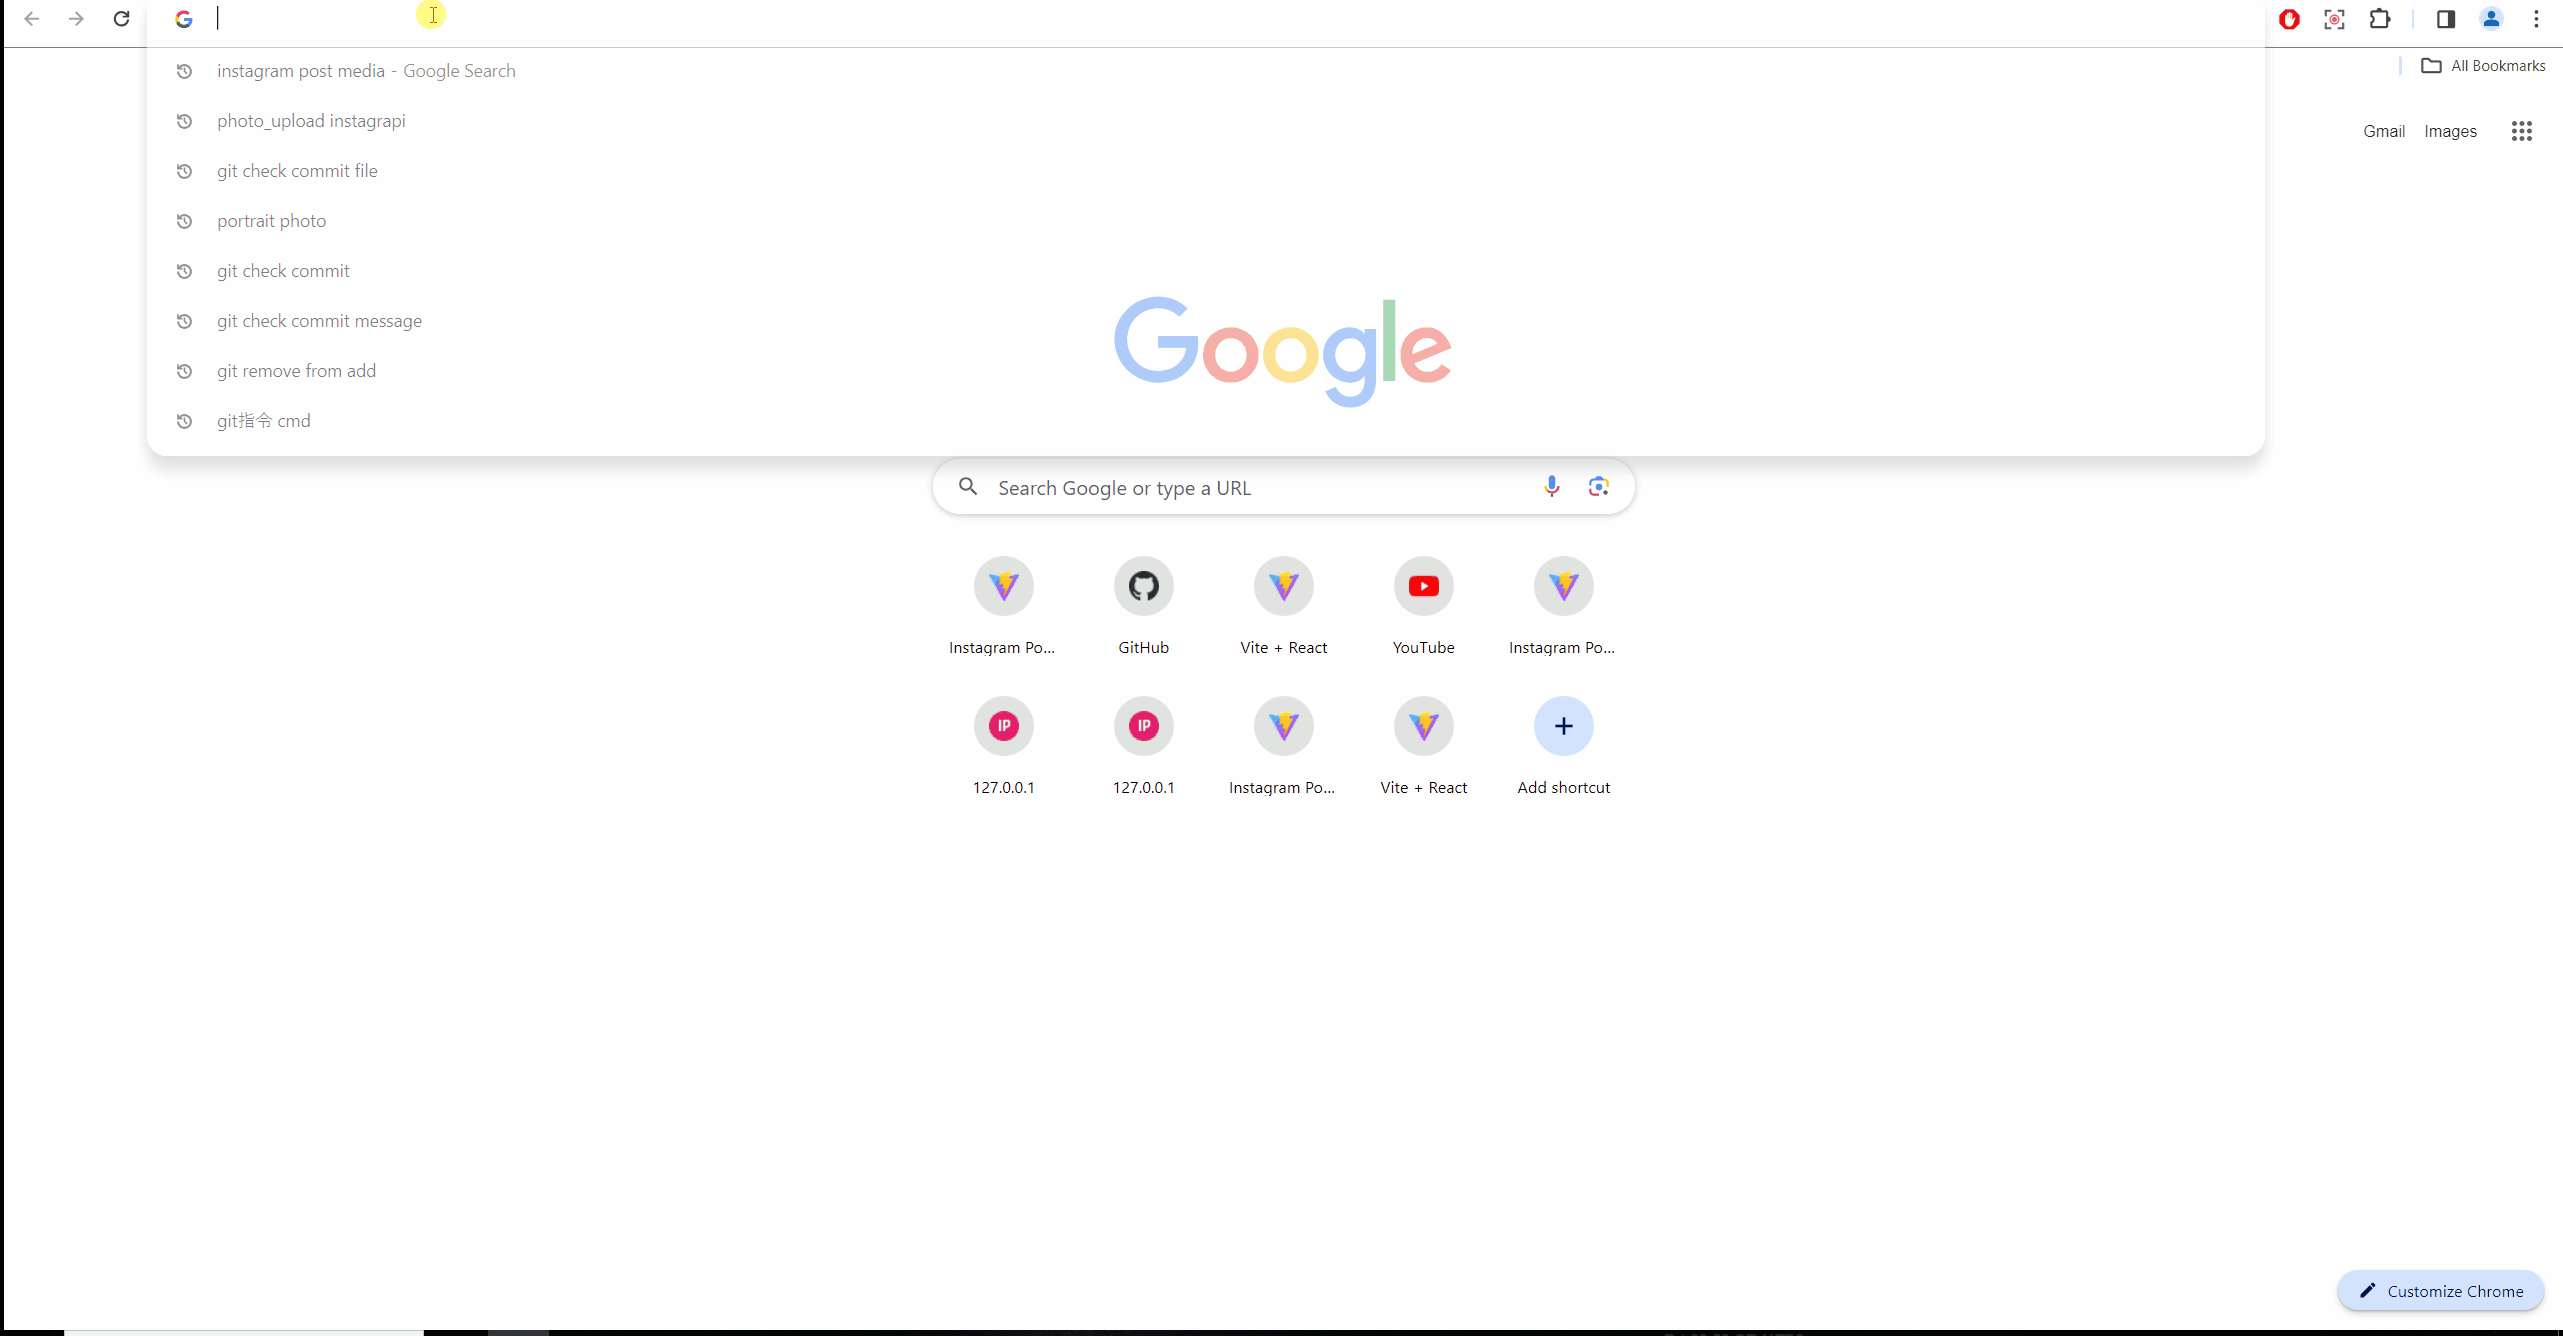 instagram post media - Google Search
All Bookmarks
photo_upload instagrapi
Gmail Images
git check commit file
portrait photo
git check commit
git check commit message
Google
git remove from add
git指令 cmd
Search Google or type a URL
Instagram Po... GitHub Vite + React YouTube Instagram Po...
IP IP
127.0.0.1 127.0.0.1 Instagram Po... Vite + React Add shortcut
Customize Chrome